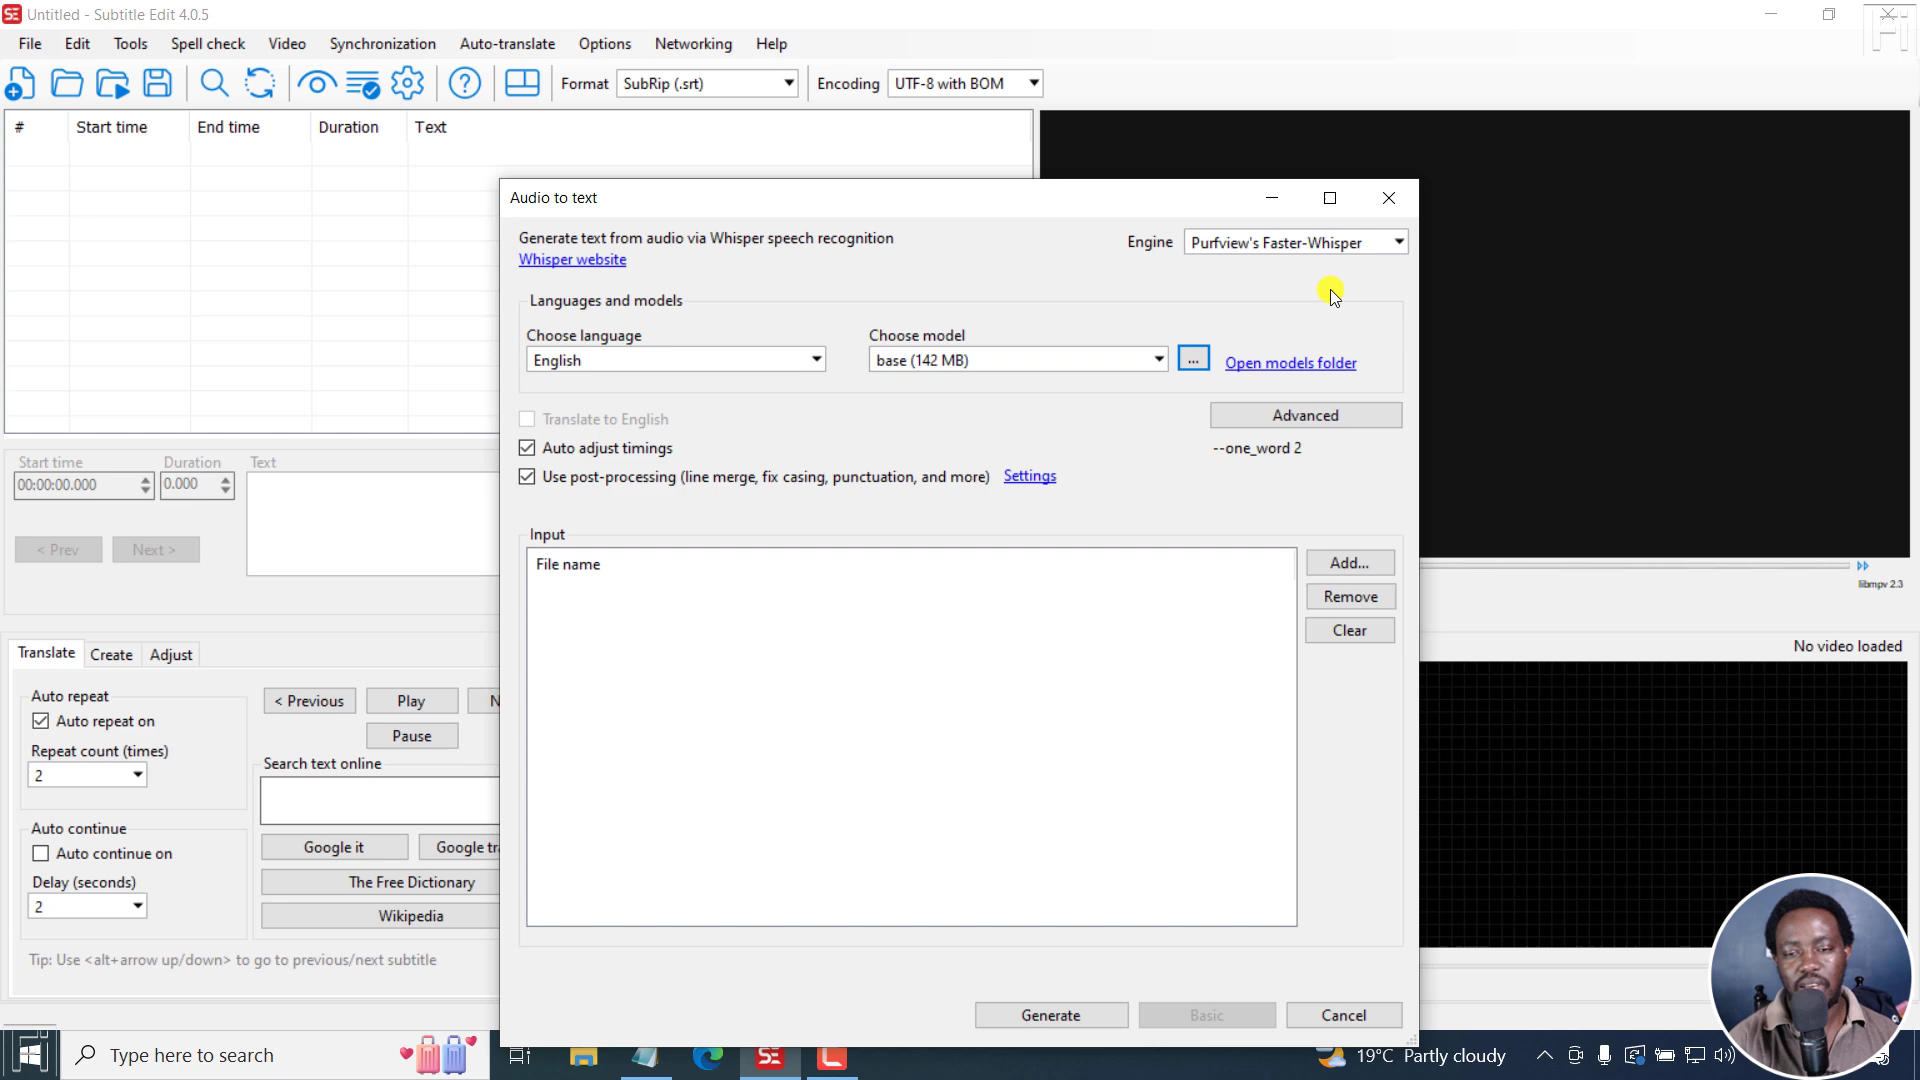 SE Untitled - Subtitle Edit 4.0.5
File Edit Tools Spell check Video Synchronization Auto-translate Options Networking Help
Format SubRip (.srt) Encoding UTF-8 with BOM
# Start time End time Duration Text
Audio to text
Generate text from audio via Whisper speech recognition
Whisper website
Engine Purfview's Faster-Whisper
Languages and models
Choose language Choose model
English base (142 MB) ... Open models folder
Translate to English Advanced
Auto adjust timings --one_word 2
Use post-processing (line merge, fix casing, punctuation, and more) Settings
Start time Duration Text
00:00:00.000 0.000
< Prev Next >
Input
File name Add...
Remove
Clear
libmpv 2.3
No video loaded
Translate Create Adjust
Auto repeat
Auto repeat on
Repeat count (times)
2
Auto continue
Auto continue on
Delay (seconds)
2
< Previous Play N
Pause
Search text online
Google it Google tra
The Free Dictionary
Wikipedia
Tip: Use <alt+arrow up/down> to go to previous/next subtitle
Generate Basic Cancel
Type here to search SE 19°C Partly cloudy